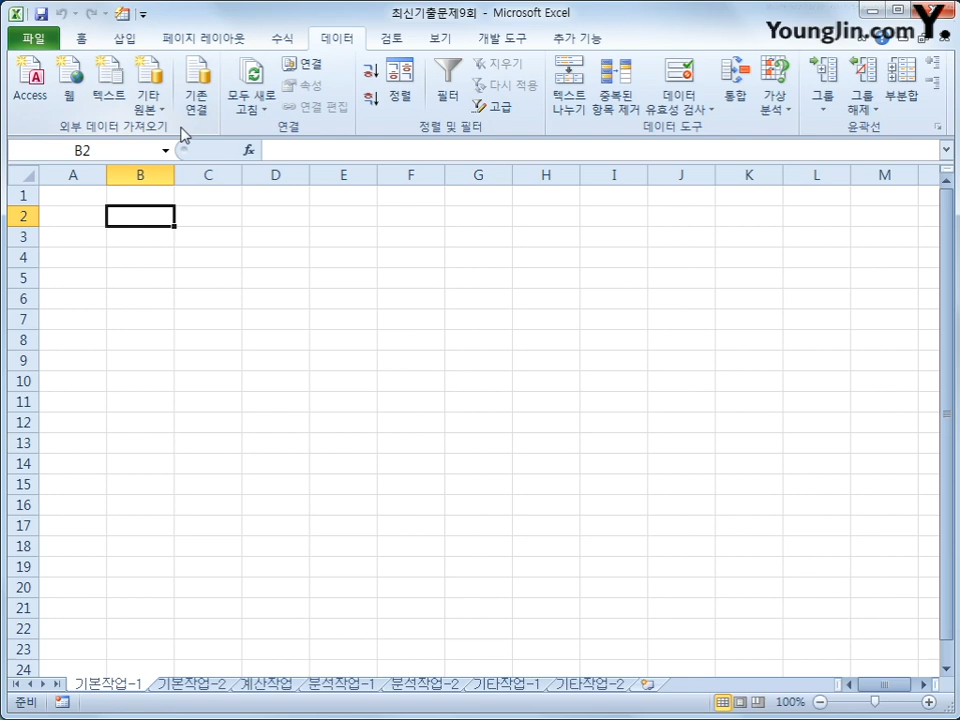 최신기출문제9회 - Microsoft Excel
YoungJin.com Y.
파일 홈 삽입 페이지 레이아웃 수식 데이터 검토 보기 개발 도구 추가 기능
Access 웹 텍스트 기타 원본 기존 연결
외부 데이터 가져오기
모두 새로 고침 연결 속성 연결 편집
연결
정렬 필터 지우기 다시 적용 고급
정렬 및 필터
텍스트 나누기 중복된 항목 제거 데이터 유효성 검사 통합 가상 분석
데이터 도구
그룹 그룹 해제 부분합
윤곽선
B2 fx
A B C D E F G H I J K L M
1
2
3
4
5
6
7
8
9
10
11
12
13
14
15
16
17
18
19
20
21
22
23
24
기본작업-1 기본작업-2 계산작업 분석작업-1 분석작업-2 기타작업-1 기타작업-2
준비 100%